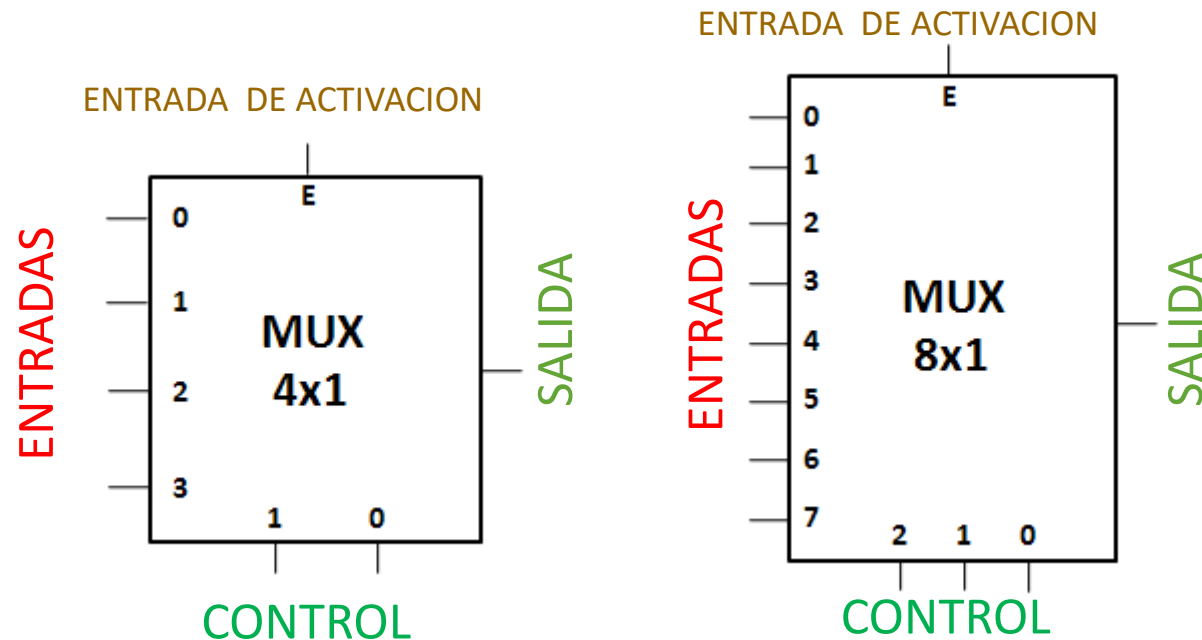 ENTRADA  DE ACTIVACION
E
0
1
2
3
ENTRADAS
MUX
4x1
SALIDA
1 0
CONTROL
ENTRADA  DE ACTIVACION
E
0
1
2
3
4
5
6
7
ENTRADAS
MUX
8x1
SALIDA
2 1 0
CONTROL